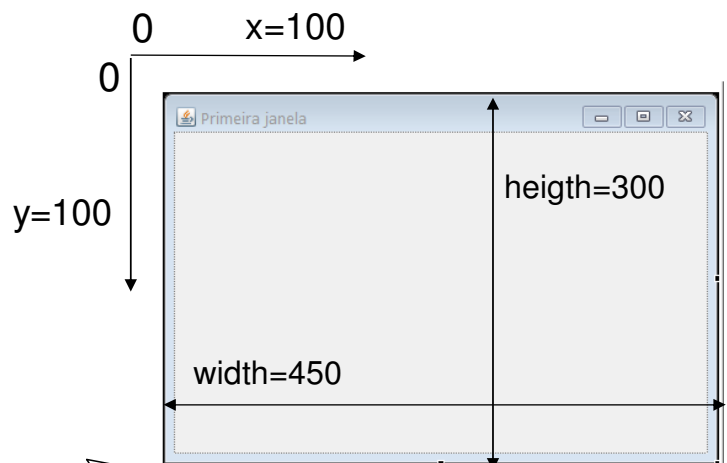 0 x=100
0
Primeira janela
heigth=300
y=100
width=450